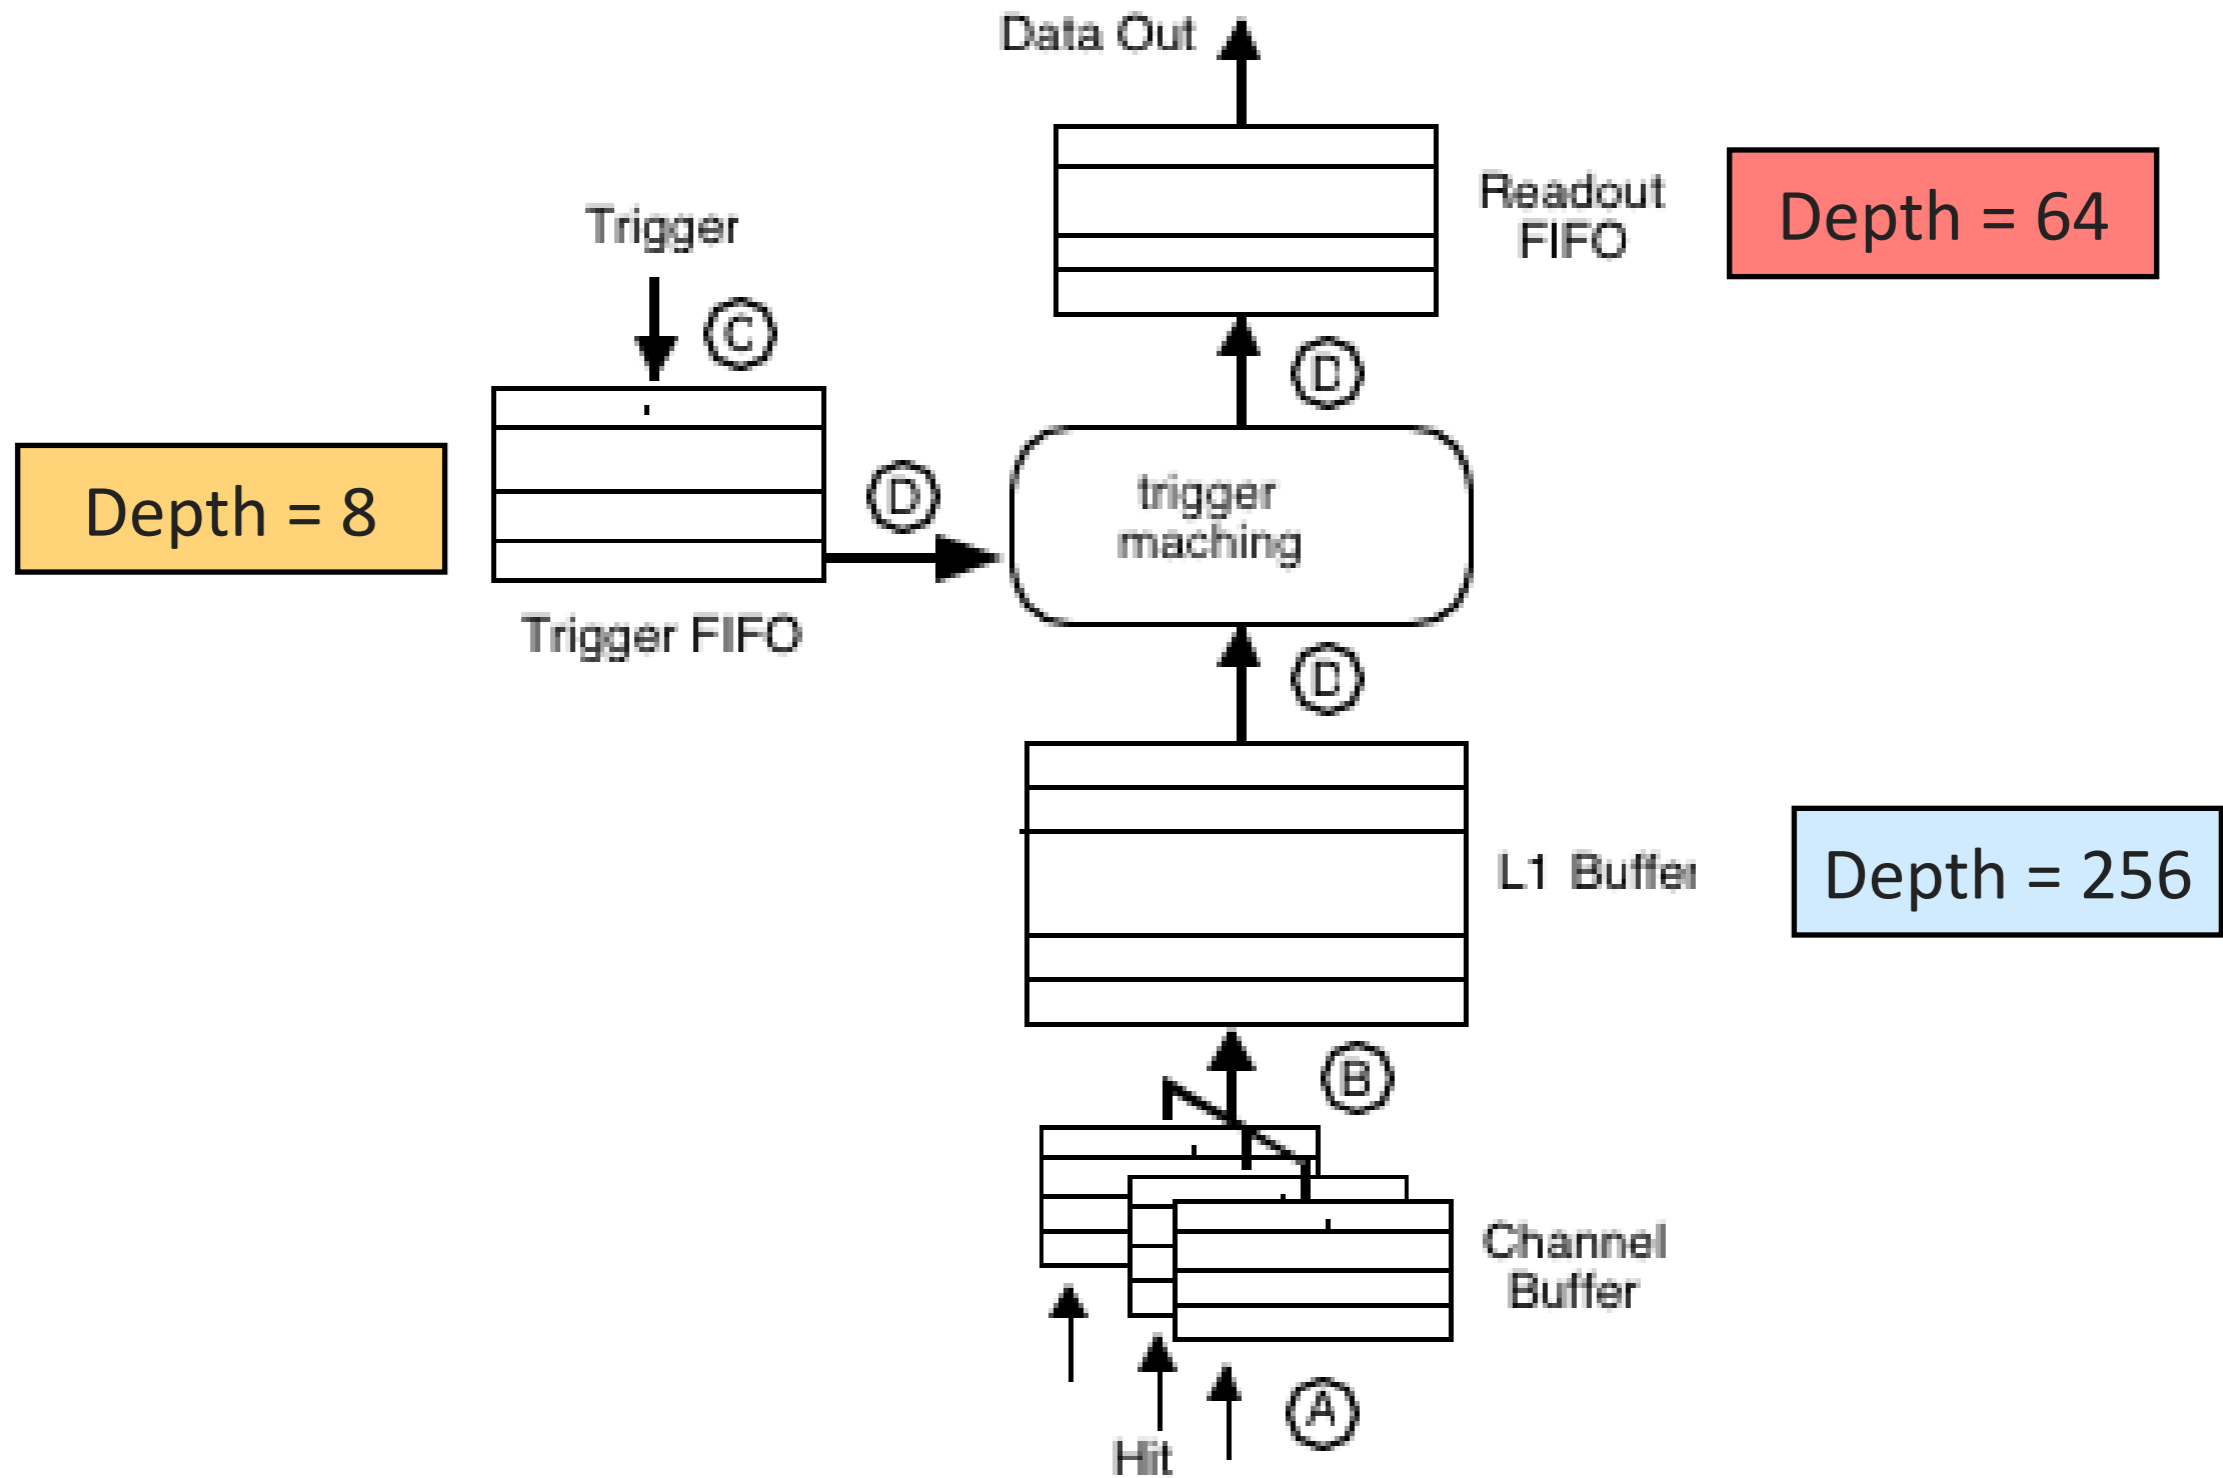 Data Out
Readout
FIFO
Depth = 64
Trigger
C
D
Depth = 8
D
trigger
maching
Trigger FIFO
D
L1 Buffer
Depth = 256
B
Channel
Buffer
A
Hit